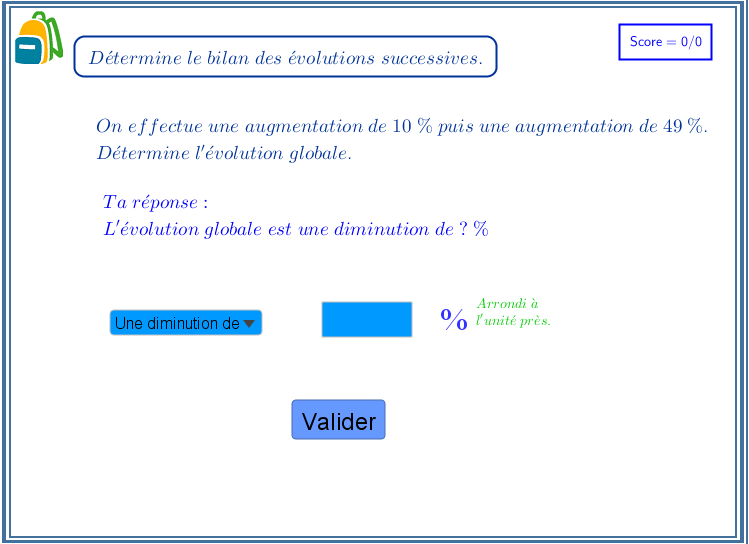 Détermine le bilan des évolutions successives.
Score = 0/0
On effectue une augmentation de 10 % puis une augmentation de 49 %.
Détermine l'évolution globale.
Ta réponse :
L'évolution globale est une diminution de ? %
Une diminution de
%
Arrondi à
l'unité près.
Valider